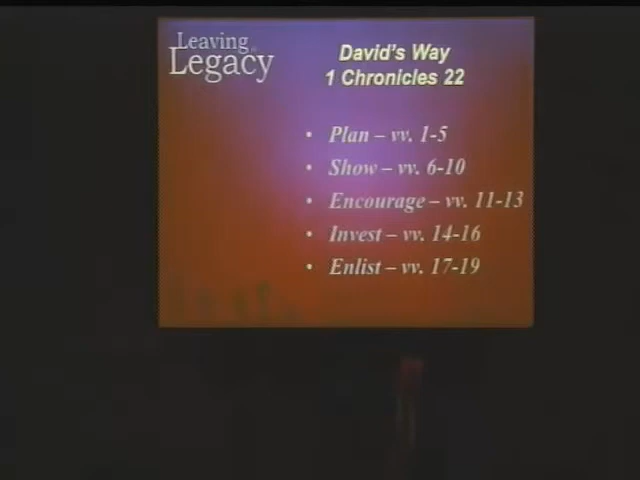 Leaving a
Legacy
David's Way
1 Chronicles 22
• Plan – vv. 1-5
• Show – vv. 6-10
• Encourage – vv. 11-13
• Invest – vv. 14-16
• Enlist – vv. 17-19